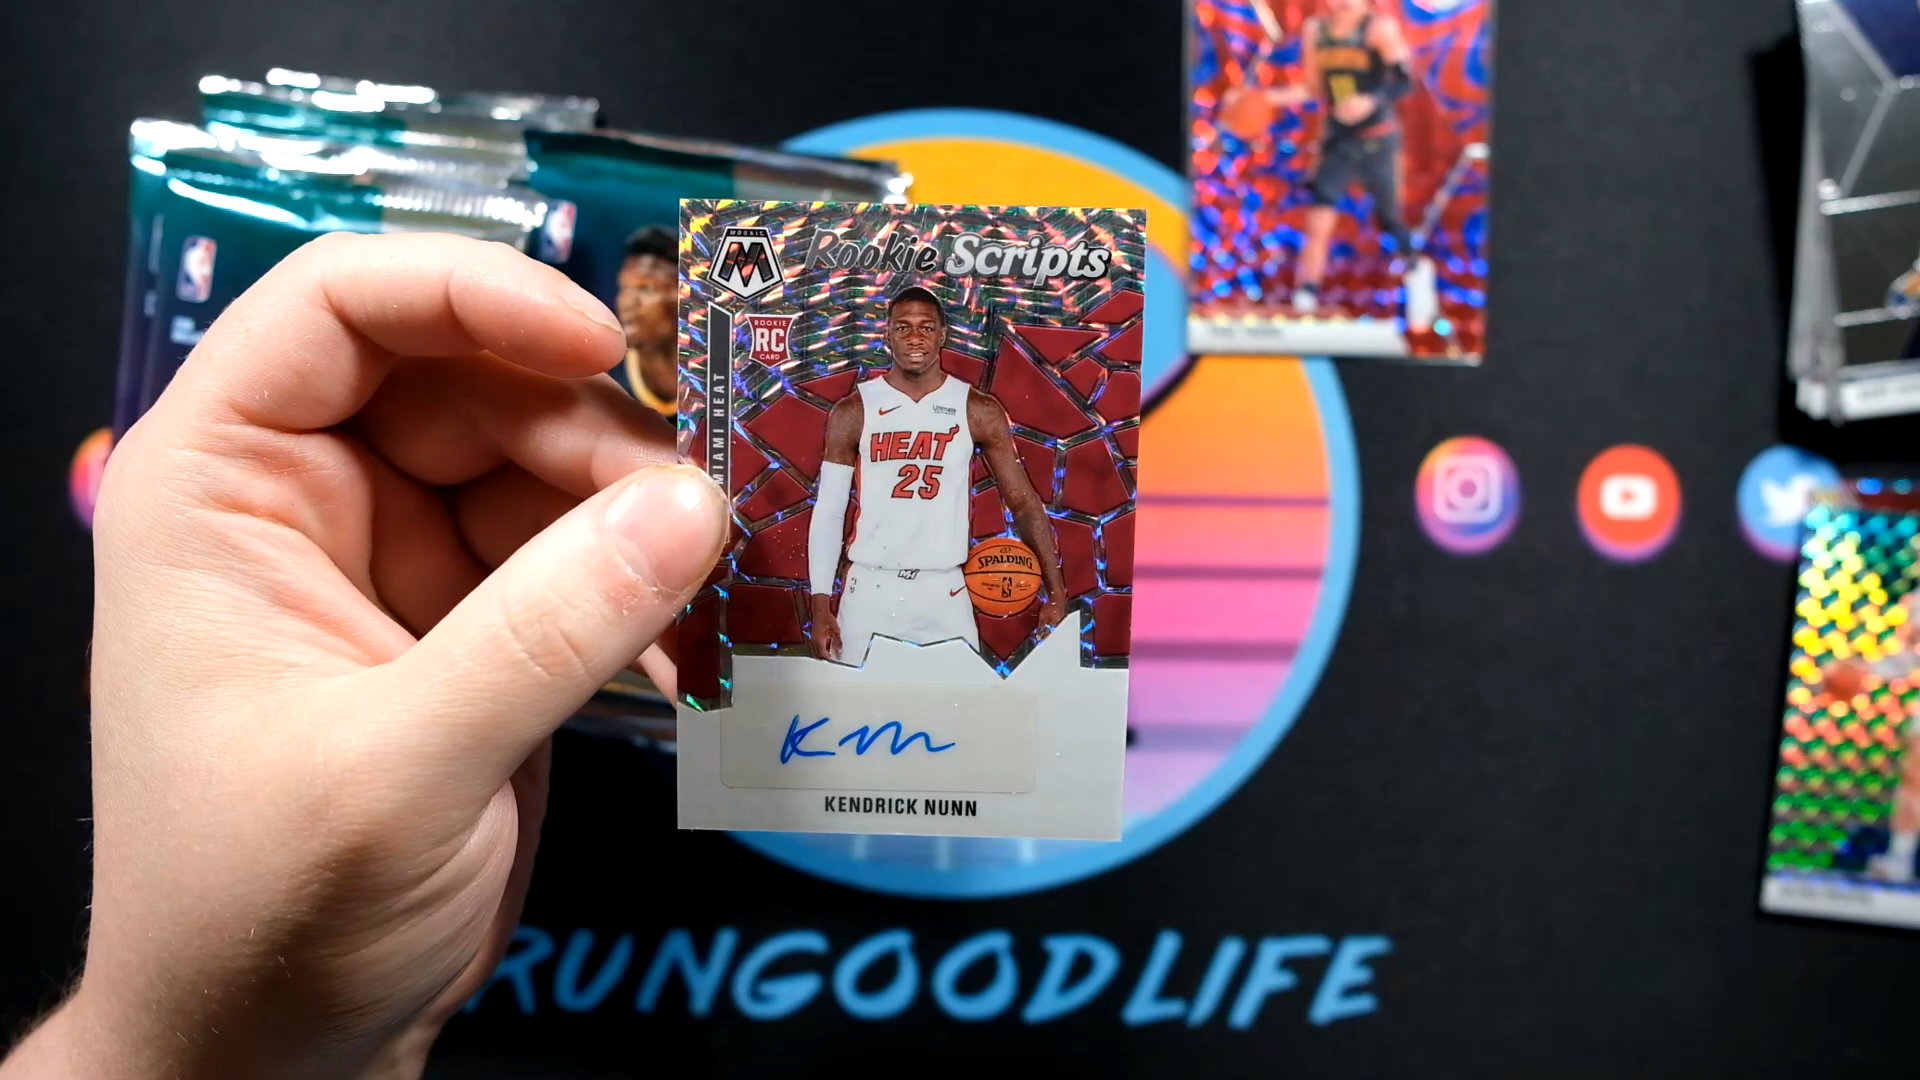 MOSAIC
M
Rookie Scripts
ROOKIE
RC
CARD
MIAMI HEAT
HEAT
25
SPALDING
KENDRICK NUNN
RUNGOODLIFE